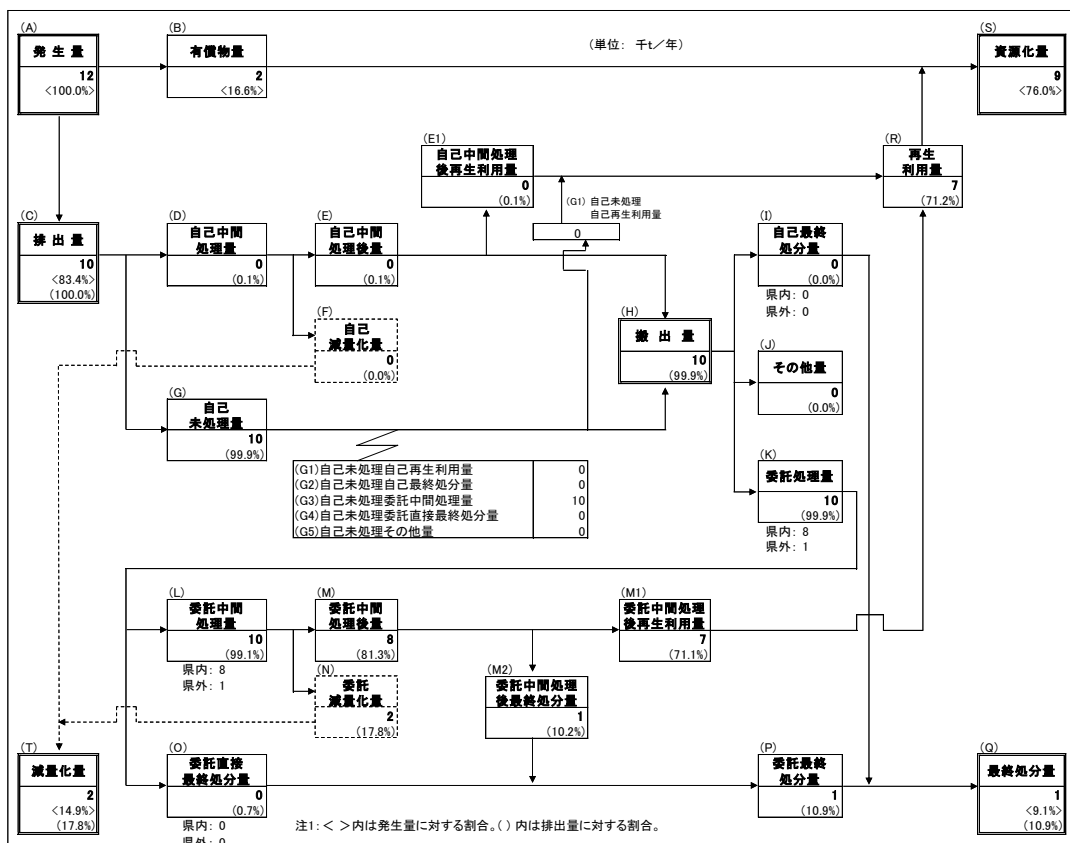 (A)
発 生 量
12
<100.0%>
(B)
有償物量
2
<16.6%>
(単位： 千t／年)
(S)
資源化量
9
<76.0%>
(E1)
自己中間処理
後再生利用量
0
(0.1%)
(G1) 自己未処理
自己再生利用量
0
(R)
再生
利用量
7
(71.2%)
(C)
排 出 量
10
<83.4%>
(100.0%)
(D)
自己中間
処理量
0
(0.1%)
(E)
自己中間
処理後量
0
(0.1%)
(F)
自己
減量化量
0
(0.0%)
(G)
自己
未処理量
10
(99.9%)
(H)
搬 出 量
10
(99.9%)
(I)
自己最終
処分量
0
(0.0%)
県内： 0
県外： 0
(J)
その他量
0
(0.0%)
(G1)自己未処理自己再生利用量 0
(G2)自己未処理自己最終処分量 0
(G3)自己未処理委託中間処理量 10
(G4)自己未処理委託直接最終処分量 0
(G5)自己未処理その他量 0
(K)
委託処理量
10
(99.9%)
県内： 8
県外： 1
(L)
委託中間
処理量
10
(99.1%)
県内： 8
県外： 1
(M)
委託中間
処理後量
8
(81.3%)
(N)
委託
減量化量
2
(17.8%)
(M2)
委託中間処理
後最終処分量
1
(10.2%)
(M1)
委託中間処理
後再生利用量
7
(71.1%)
(T)
減量化量
2
<14.9%>
(17.8%)
(O)
委託直接
最終処分量
0
(0.7%)
県内： 0
県外： 0
(P)
委託最終
処分量
1
(10.9%)
(Q)
最終処分量
1
<9.1%>
(10.9%)
注1：＜ ＞内は発生量に対する割合。( ) 内は排出量に対する割合。